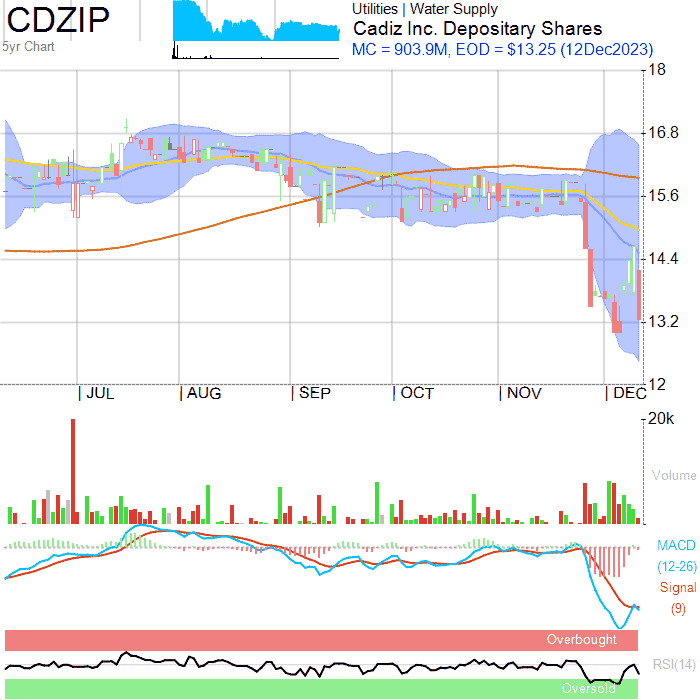 CDZIP
5yr Chart
Utilities | Water Supply
Cadiz Inc. Depositary Shares
MC = 903.9M, EOD = $13.25 (12Dec2023)
18
16.8
15.6
14.4
13.2
12
| JUL | AUG | SEP | OCT | NOV | DEC
20k
Volume
MACD
(12-26)
Signal
(9)
Overbought
RSI(14)
Oversold